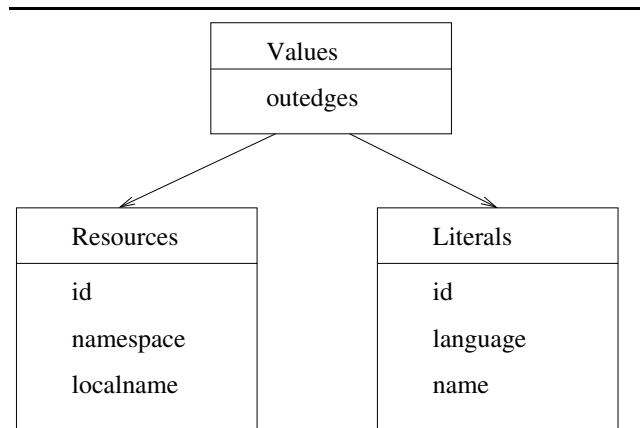 Values
outedges
Resources
id
namespace
localname
Literals
id
language
name